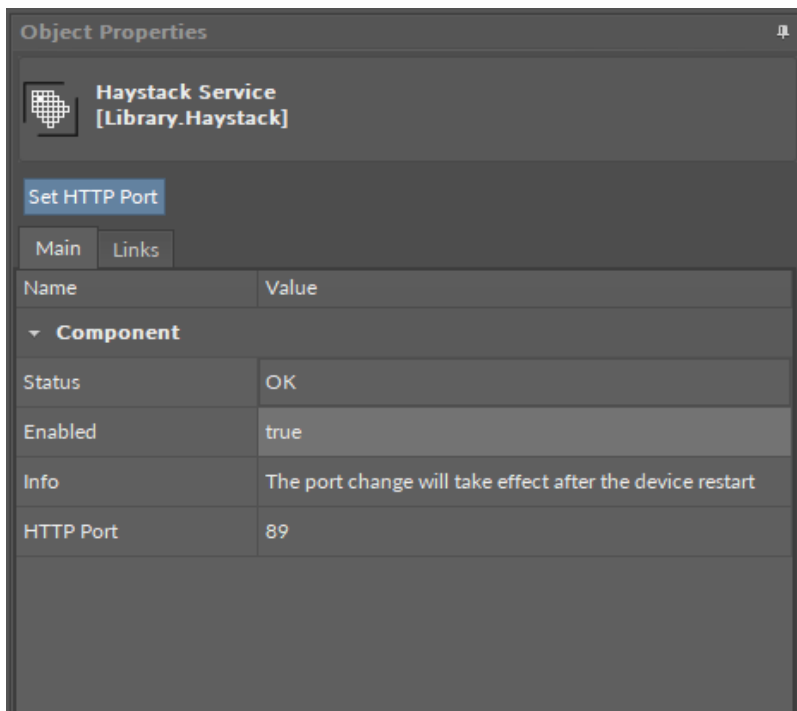 Object Properties
Haystack Service
[Library.Haystack]
Set HTTP Port
Main Links
Name Value
Component
Status OK
Enabled true
Info The port change will take effect after the device restart
HTTP Port 89